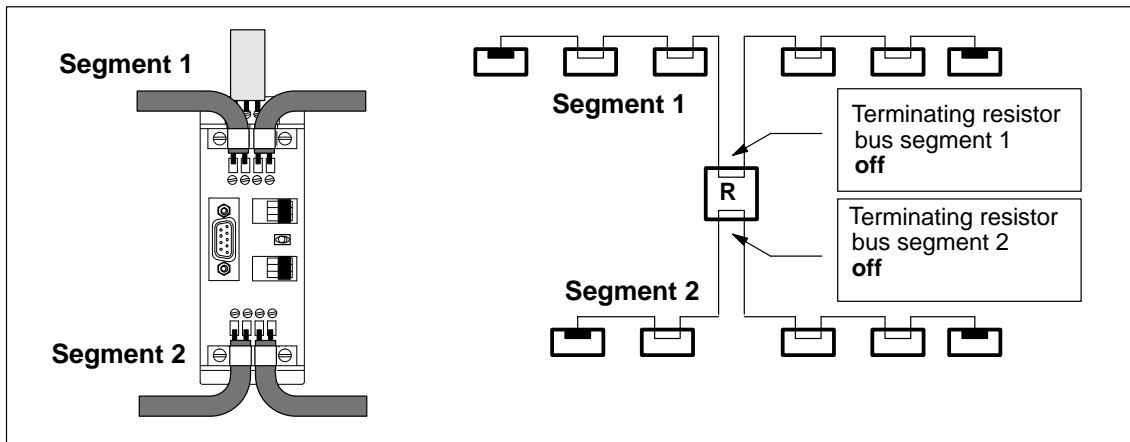 Segment 1
Segment 2
Segment 1
Terminating resistor
bus segment 1
off
R
Terminating resistor
bus segment 2
off
Segment 2